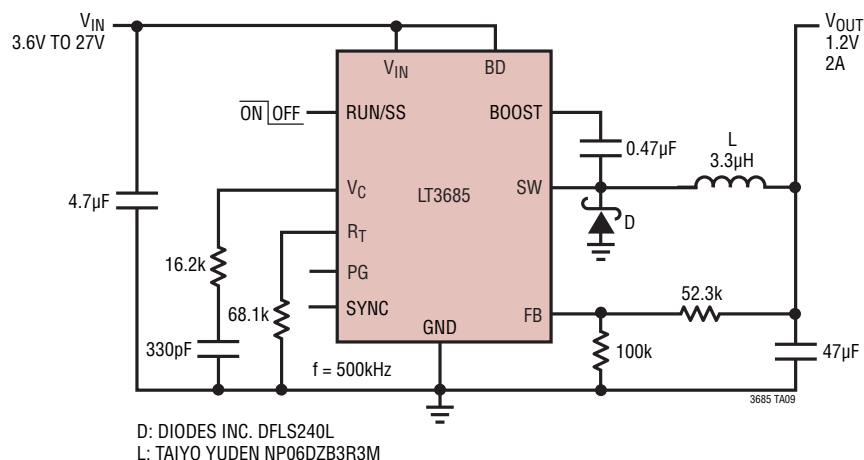 VIN
3.6V TO 27V
VOUT
1.2V
2A
VIN
BD
ON OFF
RUN/SS
BOOST
L
3.3µH
0.47µF
4.7µF
VC
LT3685
SW
D
RT
16.2k
PG
68.1k
SYNC
52.3k
FB
GND
330pF
f = 500kHz
100k
47µF
3685 TA09
D: DIODES INC. DFLS240L
L: TAIYO YUDEN NP06DZB3R3M